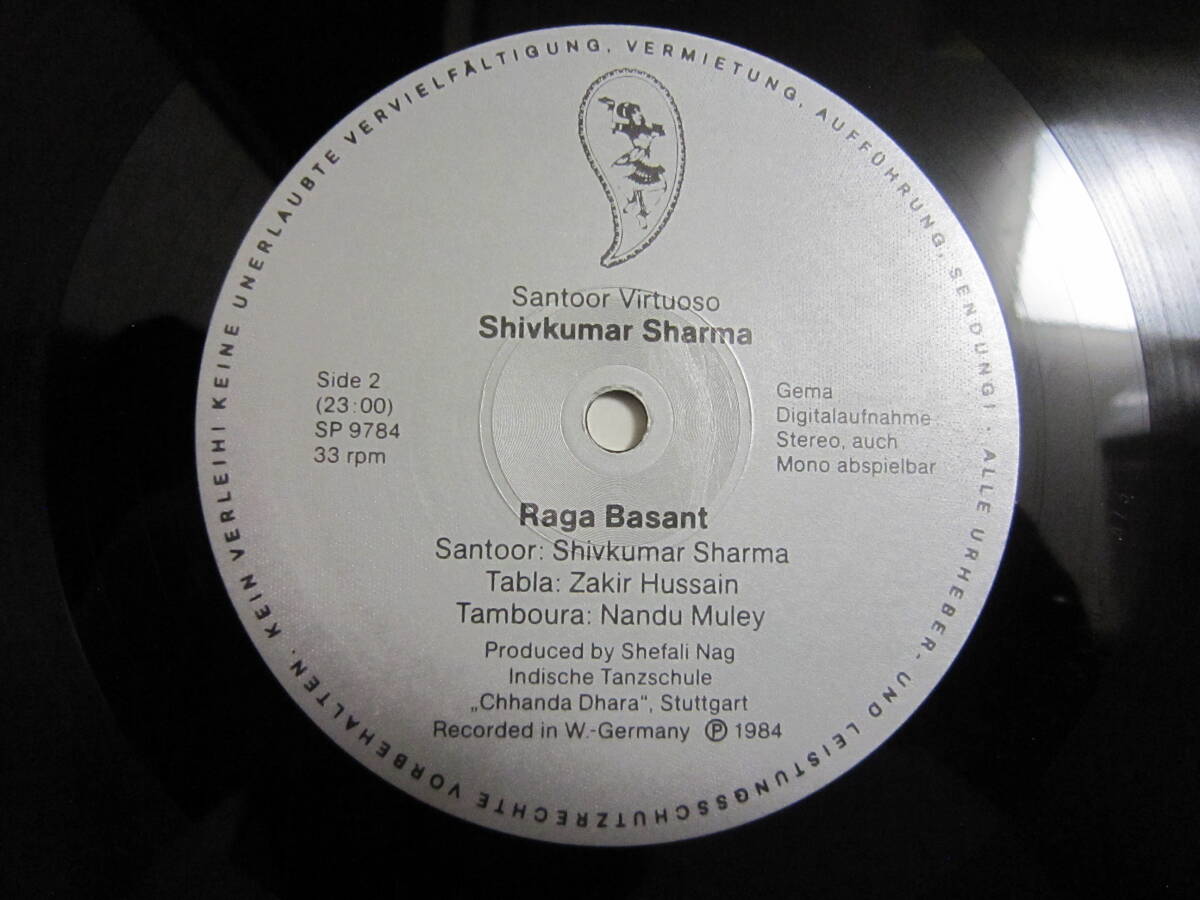 KEIN VERLEIH! KEINE UNERLAUBTE VERVIELFÄLTIGUNG, VERMIETUNG, AUFFÜHRUNG, SENDUNG! · ALLE URHEBER- UND LEISTUNGSSCHUTZRECHTE VORBEHALTEN.
Santoor Virtuoso
Shivkumar Sharma
Side 2
(23:00)
SP 9784
33 rpm
Gema
Digitalaufnahme
Stereo, auch
Mono abspielbar
Raga Basant
Santoor: Shivkumar Sharma
Tabla: Zakir Hussain
Tamboura: Nandu Muley
Produced by Shefali Nag
Indische Tanzschule
„Chhanda Dhara", Stuttgart
Recorded in W.-Germany ℗ 1984